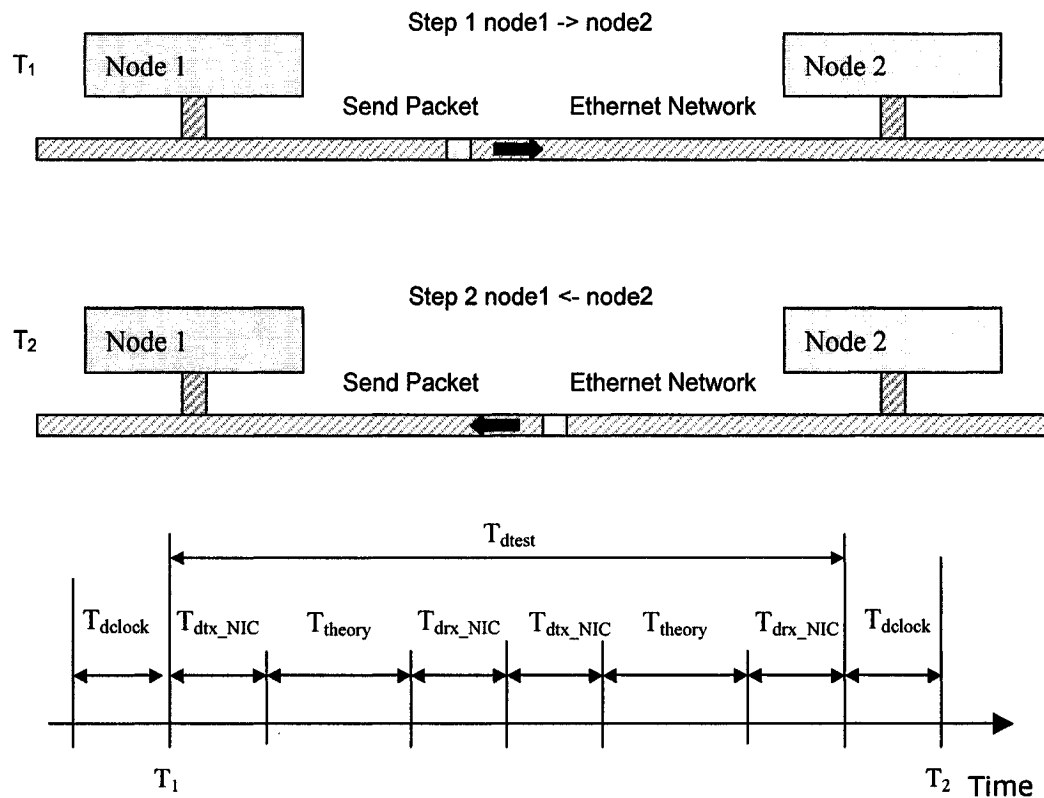 Step 1 node1 -> node2
T1
Node 1
Node 2
Send Packet
Ethernet Network
Step 2 node1 <- node2
T2
Node 1
Node 2
Send Packet
Ethernet Network
Tdtest
Tdclock
Tdtx_NIC
Ttheory
Tdrx_NIC
Tdtx_NIC
Ttheory
Tdrx_NIC
Tdclock
T1
T2
Time